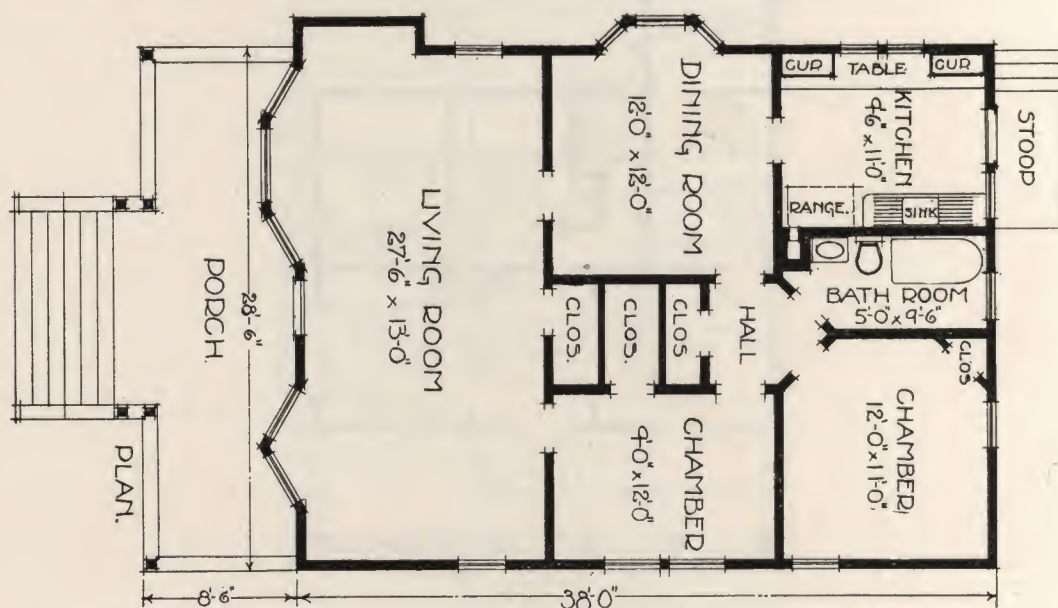 CUP
TABLE
CUP
KITCHEN
9'6" x 11'-0"
STOOP
DINING ROOM
12'-0" x 12'-0"
RANGE.
SINK
LIVING ROOM
27'-6" x 13'-0"
PORCH.
28'-6"
BATH ROOM
5'-0" x 9'-6"
CLOS.
CLOS.
CLOS
HALL
CLOS
CHAMBER
9'-0" x 12'-0"
CHAMBER
12'-0" x 11'-0"
PLAN.
8'-6"
38'-0"